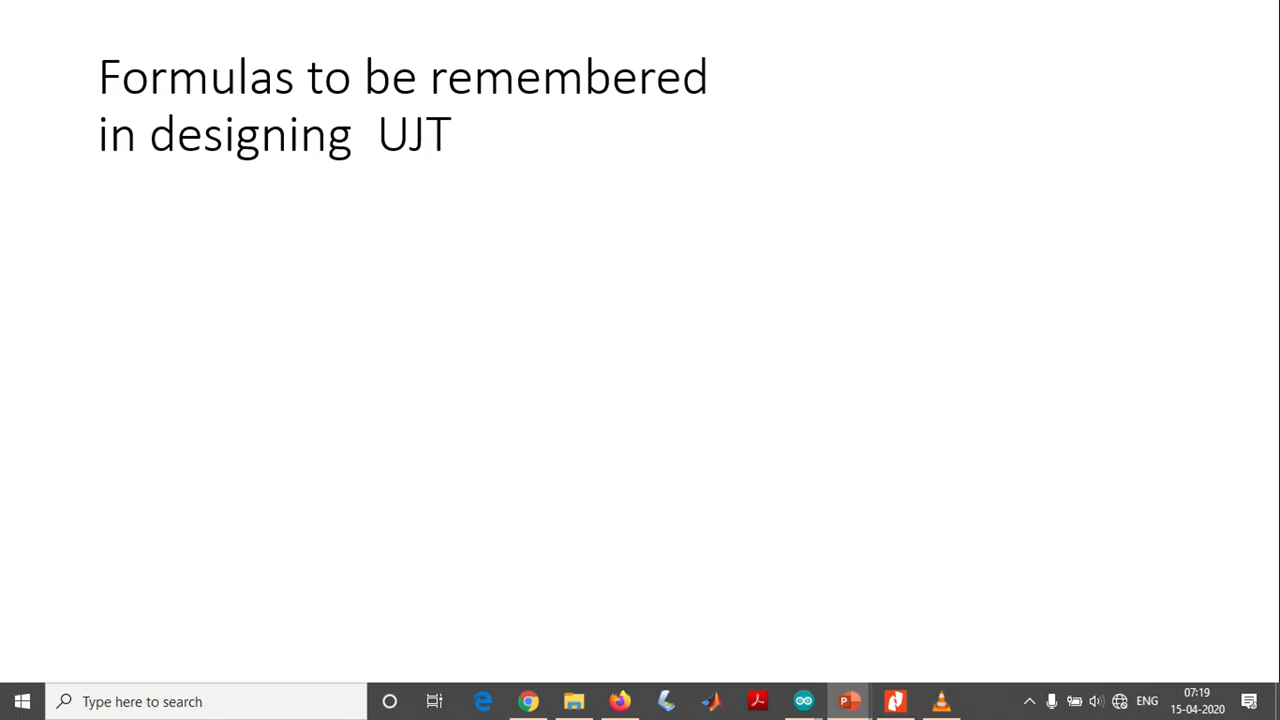 Formulas to be remembered
in designing UJT
Type here to search
ENG
07:19
15-04-2020